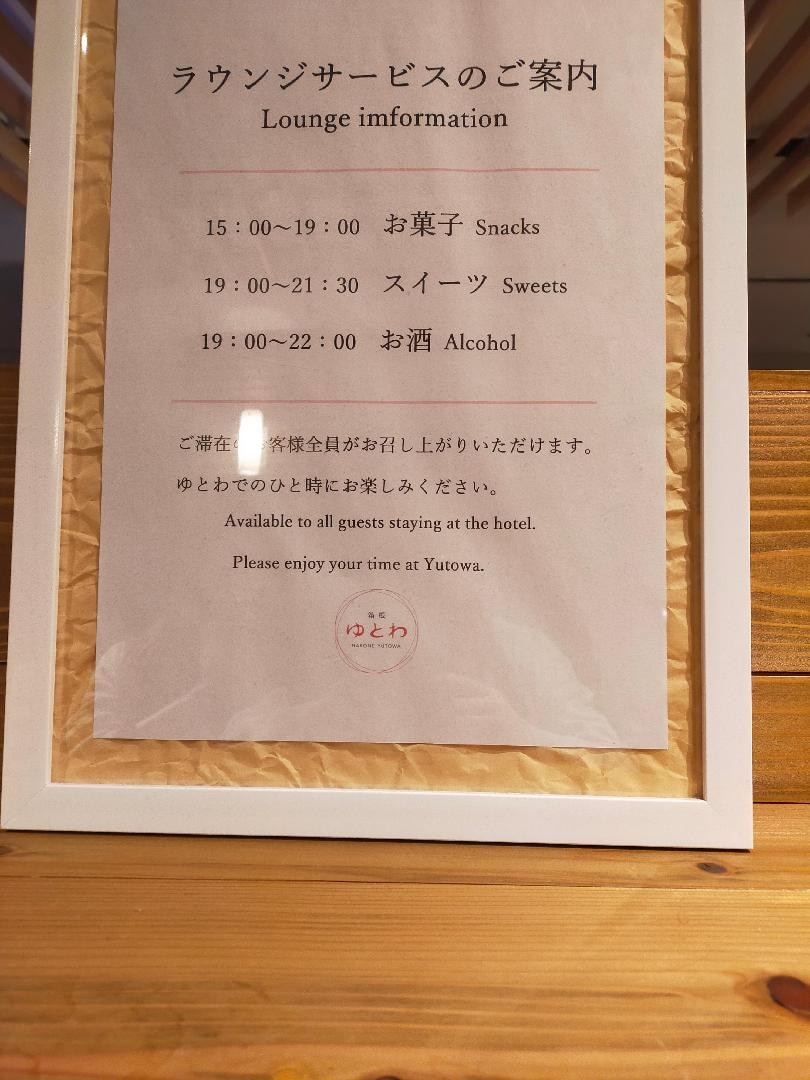 ラウンジサービスのご案内
Lounge imformation
15：00～19：00 お菓子 Snacks
19：00～21：30 スイーツ Sweets
19：00～22：00 お酒 Alcohol
ご滞在のお客様全員がお召し上がりいただけます。
ゆとわでのひと時にお楽しみください。
Available to all guests staying at the hotel.
Please enjoy your time at Yutowa.
箱根
ゆとわ
HAKONE YUTOWA